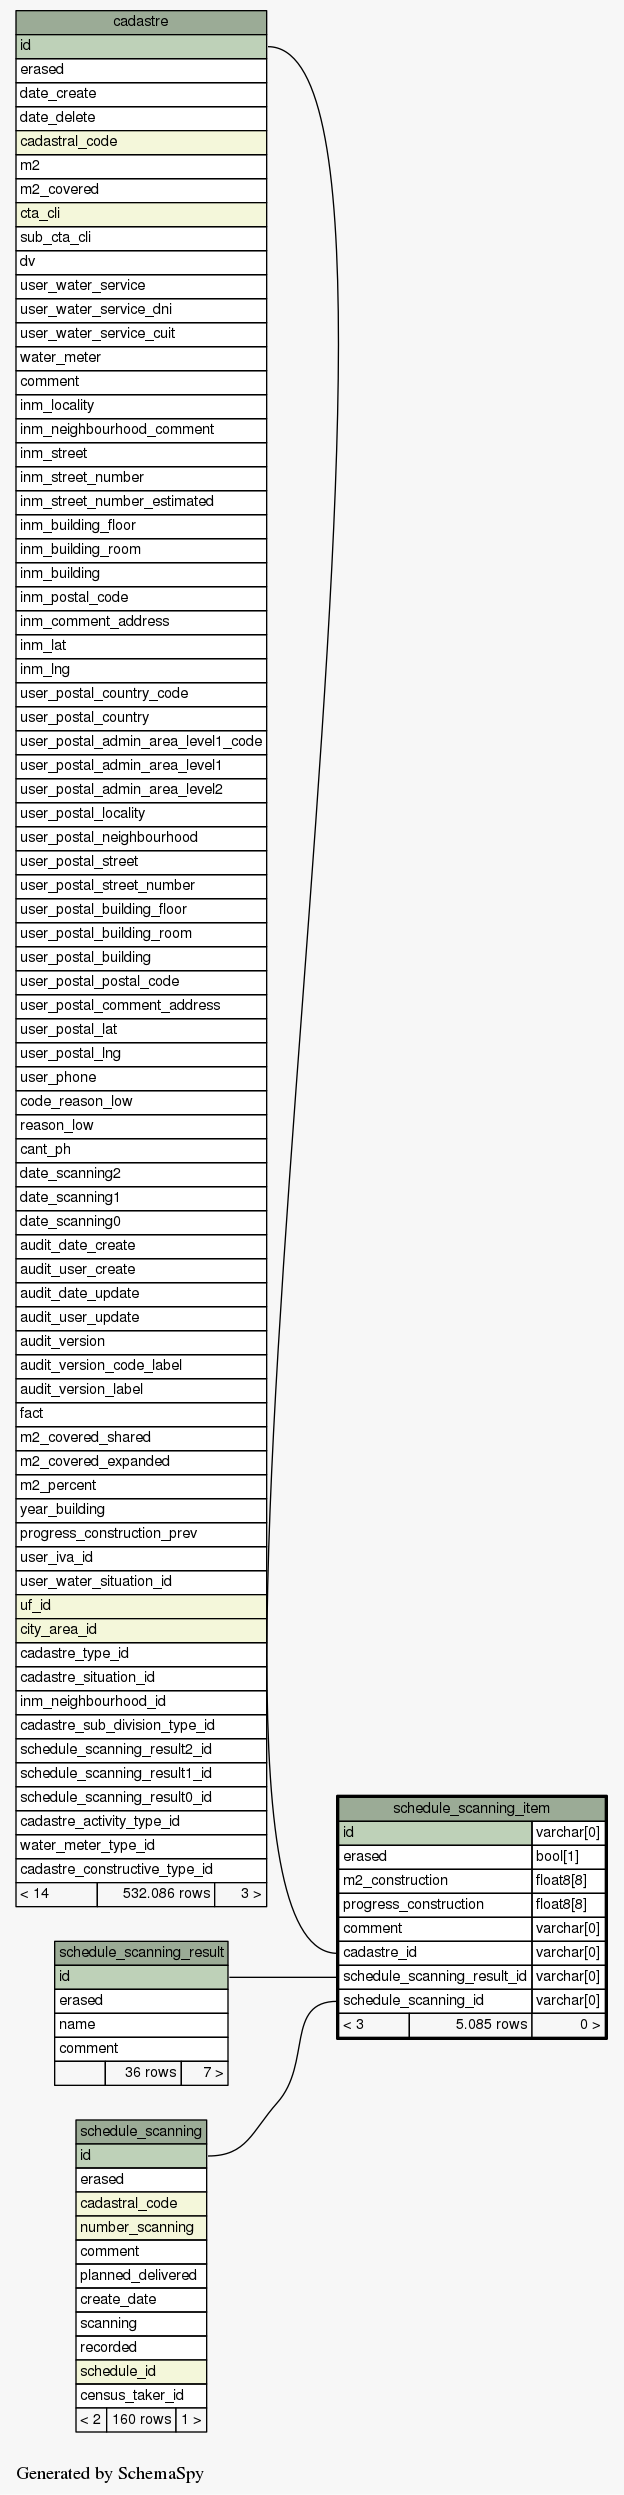 cadastre
id
erased
date_create
date_delete
cadastral_code
m2
m2_covered
cta_cli
sub_cta_cli
dv
user_water_service
user_water_service_dni
user_water_service_cuit
water_meter
comment
inm_locality
inm_neighbourhood_comment
inm_street
inm_street_number
inm_street_number_estimated
inm_building_floor
inm_building_room
inm_building
inm_postal_code
inm_comment_address
inm_lat
inm_lng
user_postal_country_code
user_postal_country
user_postal_admin_area_level1_code
user_postal_admin_area_level1
user_postal_admin_area_level2
user_postal_locality
user_postal_neighbourhood
user_postal_street
user_postal_street_number
user_postal_building_floor
user_postal_building_room
user_postal_building
user_postal_postal_code
user_postal_comment_address
user_postal_lat
user_postal_lng
user_phone
code_reason_low
reason_low
cant_ph
date_scanning2
date_scanning1
date_scanning0
audit_date_create
audit_user_create
audit_date_update
audit_user_update
audit_version
audit_version_code_label
audit_version_label
fact
m2_covered_shared
m2_covered_expanded
m2_percent
year_building
progress_construction_prev
user_iva_id
user_water_situation_id
uf_id
city_area_id
cadastre_type_id
cadastre_situation_id
inm_neighbourhood_id
cadastre_sub_division_type_id
schedule_scanning_result2_id
schedule_scanning_result1_id
schedule_scanning_result0_id
cadastre_activity_type_id
water_meter_type_id
cadastre_constructive_type_id
< 14 532.086 rows 3 >
schedule_scanning_item
id varchar[0]
erased bool[1]
m2_construction float8[8]
progress_construction float8[8]
comment varchar[0]
cadastre_id varchar[0]
schedule_scanning_result_id varchar[0]
schedule_scanning_id varchar[0]
< 3 5.085 rows 0 >
schedule_scanning_result
id
erased
name
comment
36 rows 7 >
schedule_scanning
id
erased
cadastral_code
number_scanning
comment
planned_delivered
create_date
scanning
recorded
schedule_id
census_taker_id
< 2 160 rows 1 >
Generated by SchemaSpy